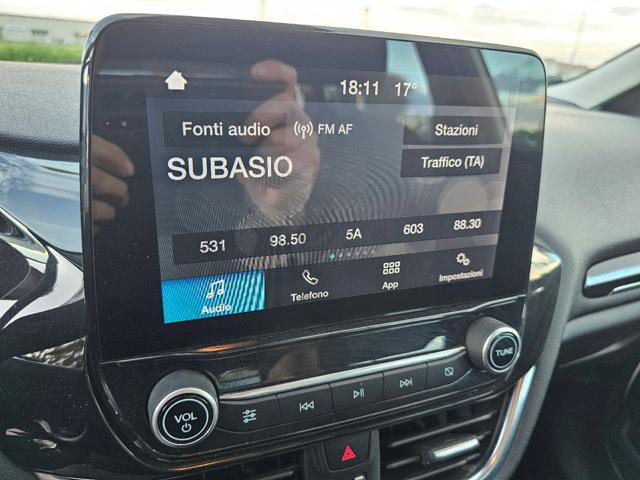 18:11 17°
Fonti audio FM AF Stazioni
SUBASIO Traffico (TA)
531 98.50 5A 603 88.30
Audio Telefono App Impostazioni
VOL TUNE